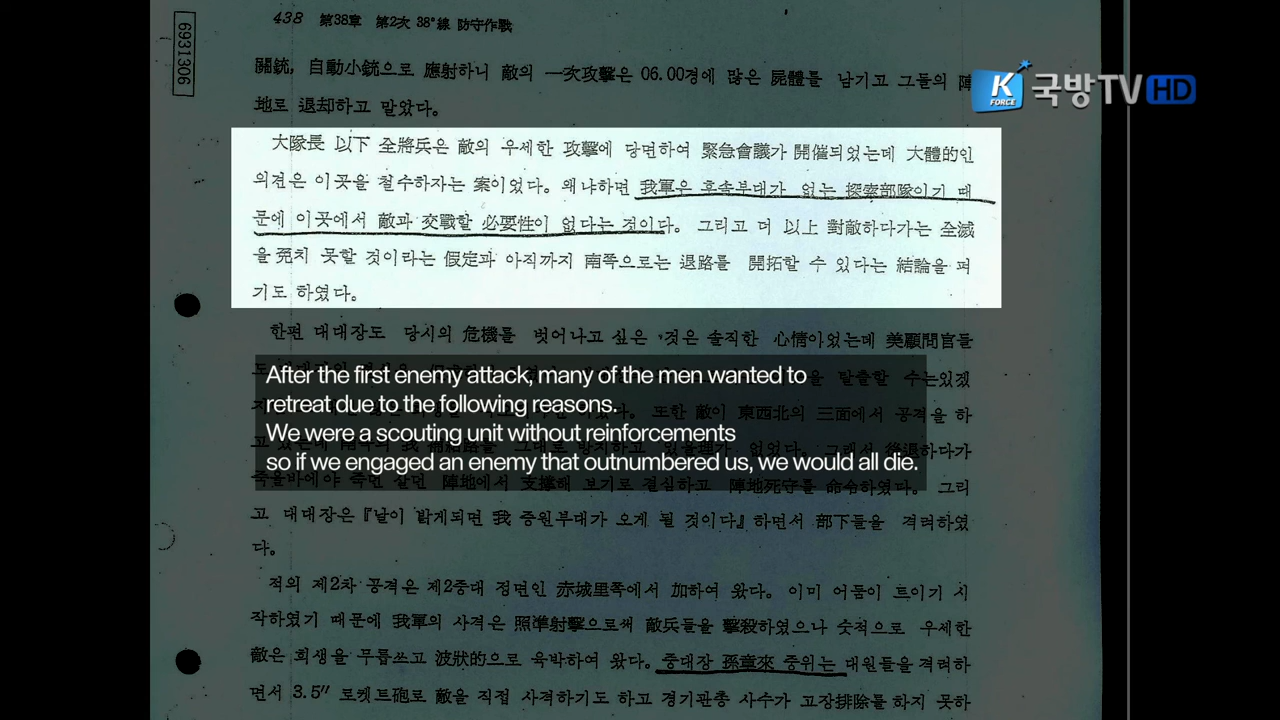 438 第38章 第2次 38°線 防守作戰
6931306
K FORCE 국방TV HD
關銃, 自動小銃으로 應射하니 敵의 一次攻擊은 06.00경에 많은 屍體를 남기고 그들의 陣
地로 退却하고 말았다.
大隊長 以下 全將兵은 敵의 우세한 攻擊에 당면하여 緊急會議가 開催되었는데 大體的인
의견은 이곳을 철수하자는 案이었다. 왜냐하면 我軍은 후속부대가 없는 探索部隊이기 때
문에 이곳에서 敵과 交戰할 必要性이 없다는 것이다. 그리고 더 以上 對敵하다가는 全滅
을 죧치 못할 것이라는 假定과 아직까지 南쪽으로는 退路를 開拓할 수 있다는 結論을 펴
기도 하였다.
한편 대대장도 당시의 危機를 벗어나고 싶은 것은 솔직한 心情이었는데 美顧問官들
을 탈출할 수는있겠
다. 또한 敵이 東西北의 三面에서 공격을 하
After the first enemy attack, many of the men wanted to
retreat due to the following reasons.
We were a scouting unit without reinforcements
so if we engaged an enemy that outnumbered us, we would all die.
죽을바에야 죽면 살던 陣地에서 支撐해 보기로 결심하고 陣地死守를 命令하였다. 그리
고 대대장은 『날이 밝게되면 我 증원부대가 오게 될 것이다』 하면서 部下들을 격려하였
다.
적의 제2차 공격은 제2중대 정면인 赤城里쪽에서 加하여 왔다. 이미 어둠이 트이기 시
작하였기 때문에 我軍의 사격은 照準射擊으로써 敵兵들을 擊殺하였으나 숫적으로 우세한
敵은 희생을 무릅쓰고 波狀的으로 육박하여 왔다. 중대장 孫章來 중위는 대원들을 격려하
면서 3.5″ 로켓트砲로 敵을 직접 사격하기도 하고 경기관총 사수가 고장排除를 하지 못하